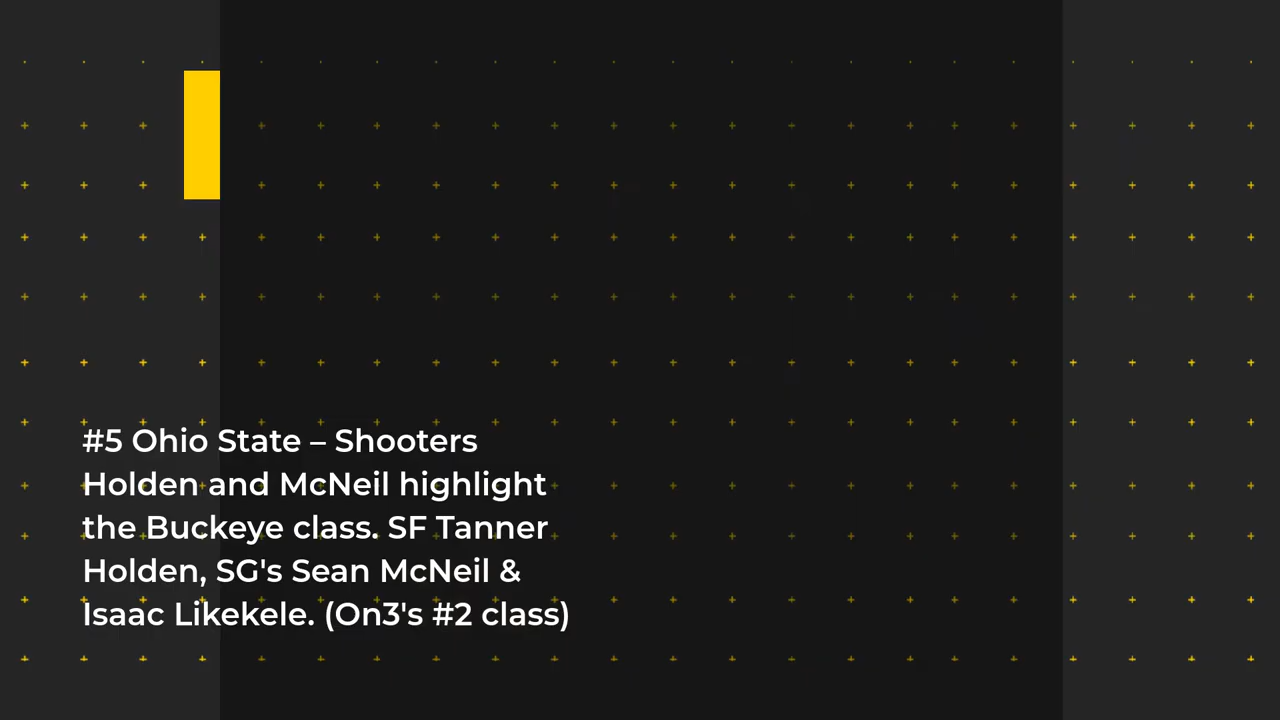 #5 Ohio State – Shooters
Holden and McNeil highlight
the Buckeye class. SF Tanner
Holden, SG's Sean McNeil &
Isaac Likekele. (On3's #2 class)